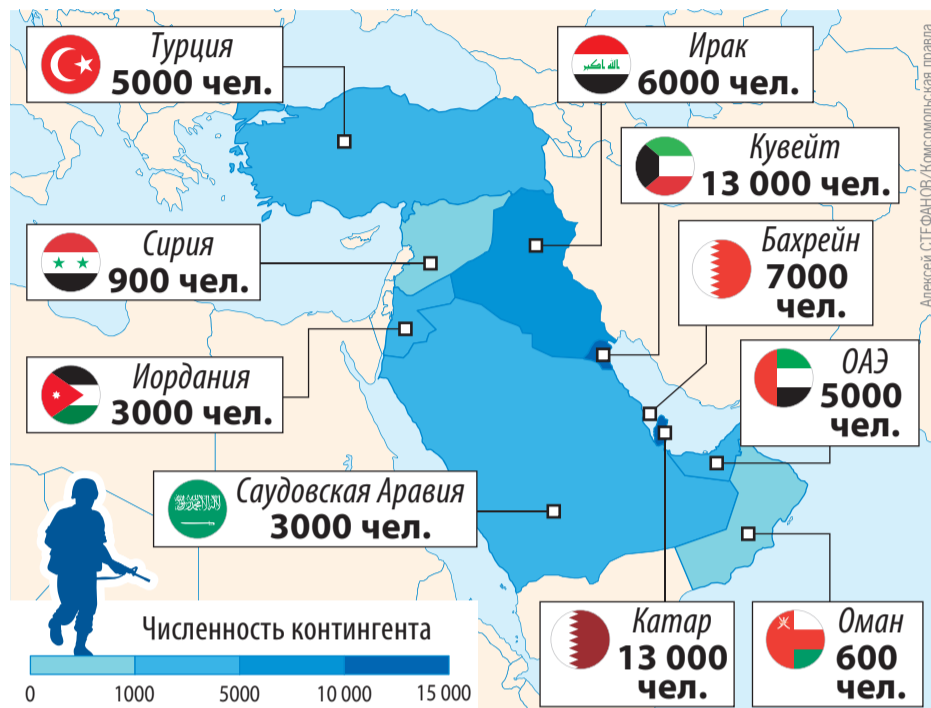 Турция
5000 чел.
Ирак
6000 чел.
Кувейт
13 000 чел.
Сирия
900 чел.
Бахрейн
7000
чел.
Иордания
3000 чел.
ОАЭ
5000
чел.
Саудовская Аравия
3000 чел.
Катар
13 000
чел.
Оман
600
чел.
Численность контингента
0 1000 5000 10 000 15 000
Алексей СТЕФАНОВ/Комсомольская правда
الله اكبر